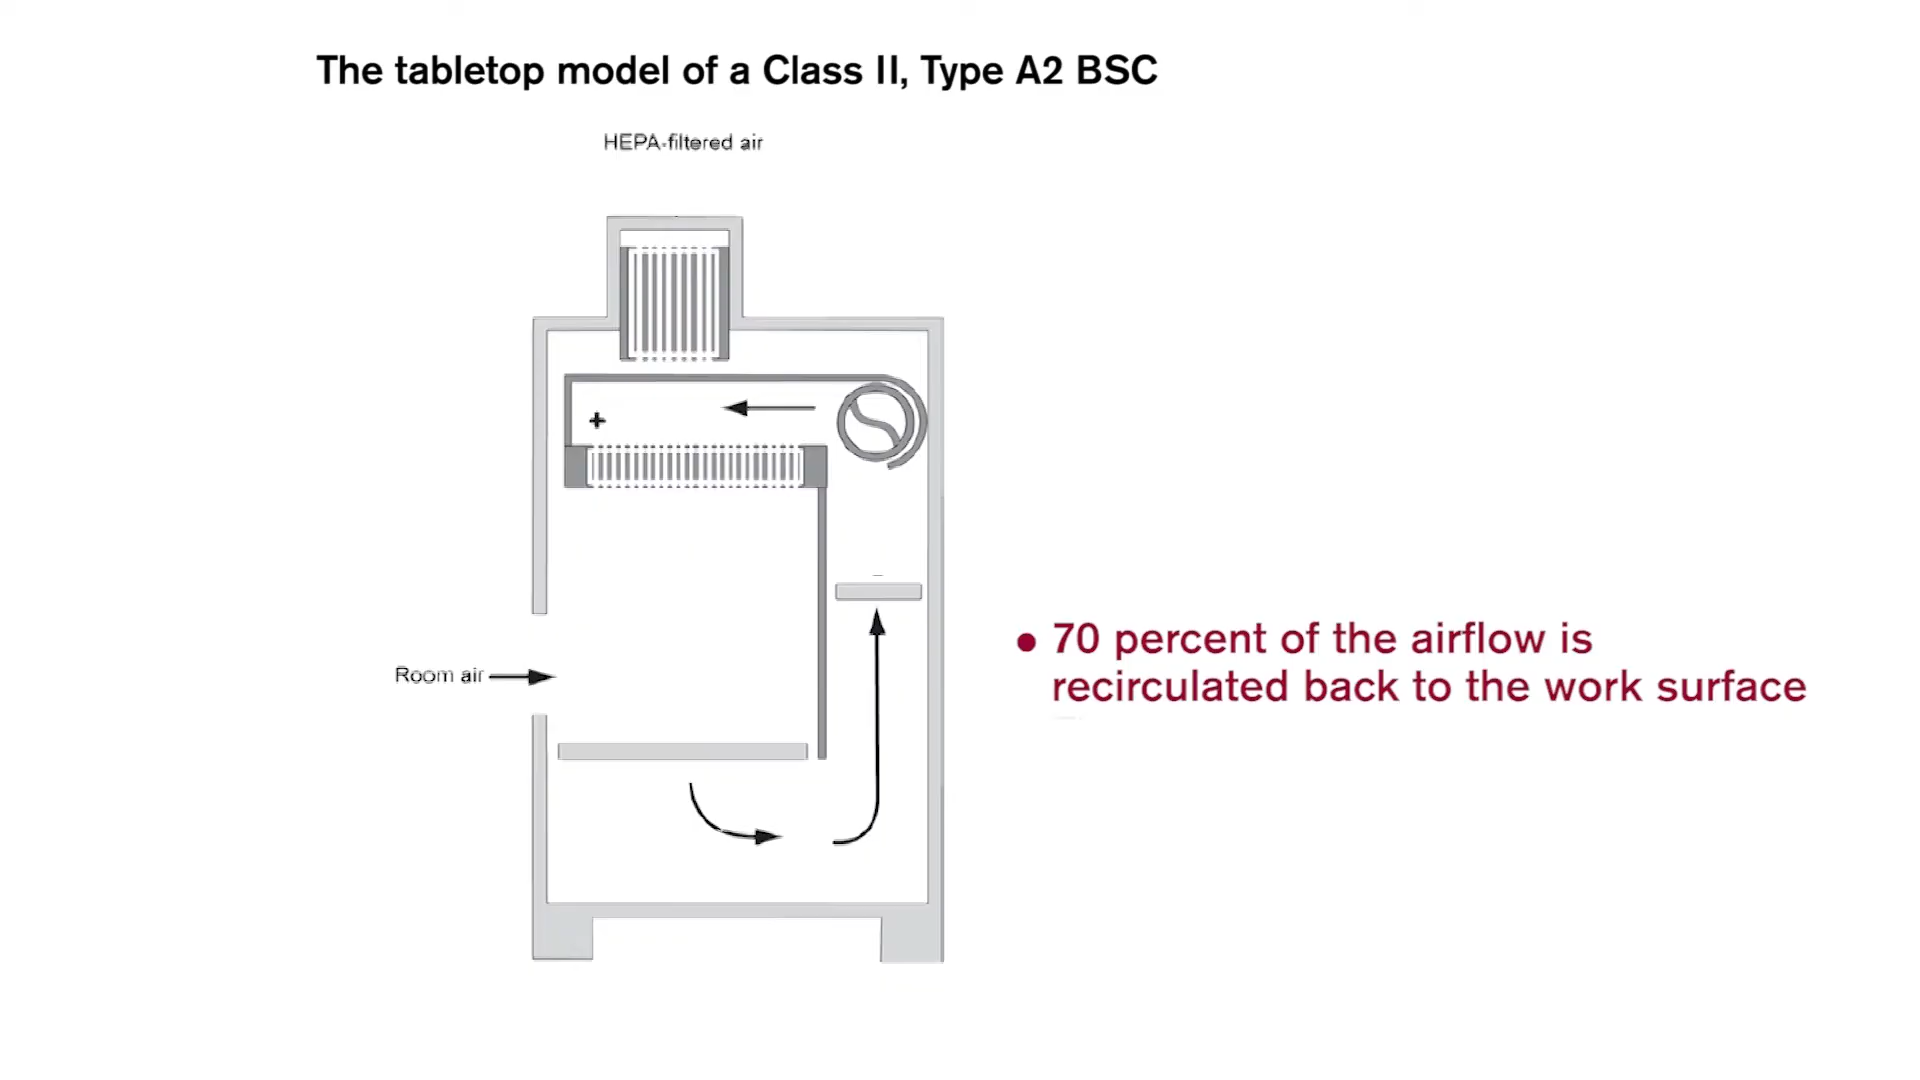 The tabletop model of a Class II, Type A2 BSC
HEPA-filtered air
+
−
Room air
• 70 percent of the airflow is
recirculated back to the work surface